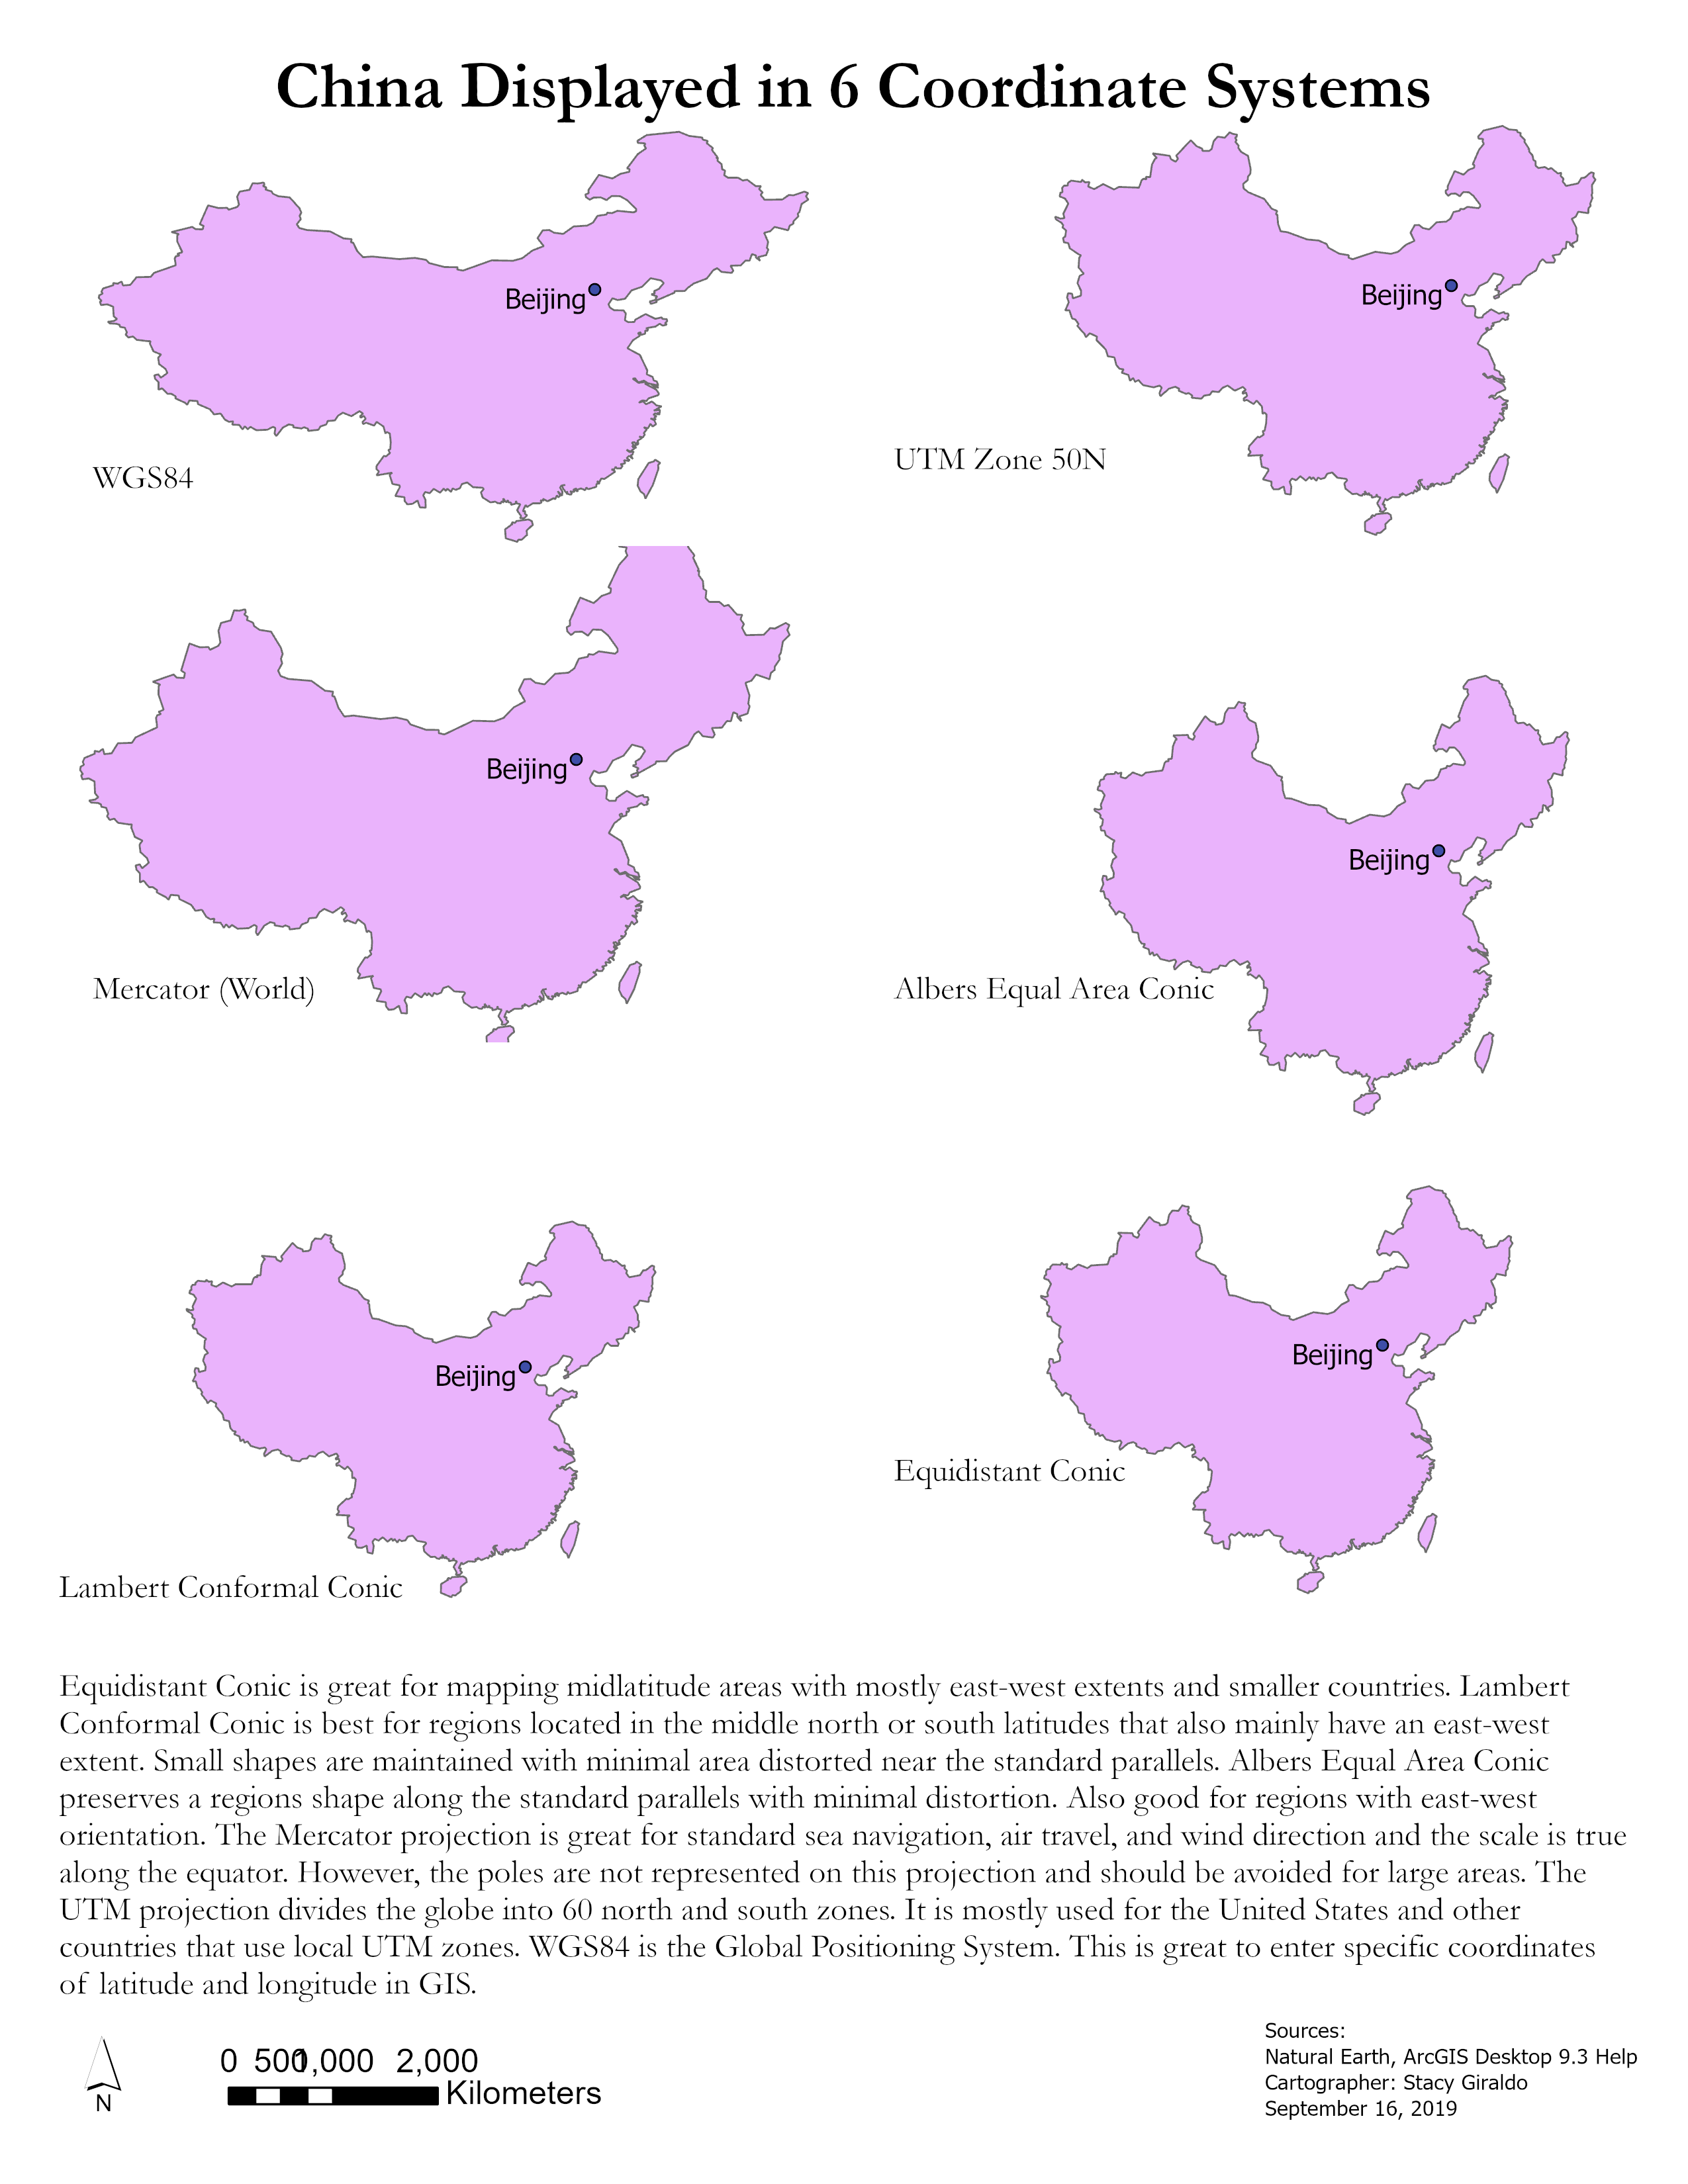 China Displayed in 6 Coordinate Systems
Beijing
WGS84
Beijing
UTM Zone 50N
Beijing
Mercator (World)
Beijing
Albers Equal Area Conic
Beijing
Lambert Conformal Conic
Beijing
Equidistant Conic
Equidistant Conic is great for mapping midlatitude areas with mostly east-west extents and smaller countries. Lambert
Conformal Conic is best for regions located in the middle north or south latitudes that also mainly have an east-west
extent. Small shapes are maintained with minimal area distorted near the standard parallels. Albers Equal Area Conic
preserves a regions shape along the standard parallels with minimal distortion. Also good for regions with east-west
orientation. The Mercator projection is great for standard sea navigation, air travel, and wind direction and the scale is true
along the equator. However, the poles are not represented on this projection and should be avoided for large areas. The
UTM projection divides the globe into 60 north and south zones. It is mostly used for the United States and other
countries that use local UTM zones. WGS84 is the Global Positioning System. This is great to enter specific coordinates
of latitude and longitude in GIS.
N
0 500 1,000 2,000
Kilometers
Sources:
Natural Earth, ArcGIS Desktop 9.3 Help
Cartographer: Stacy Giraldo
September 16, 2019